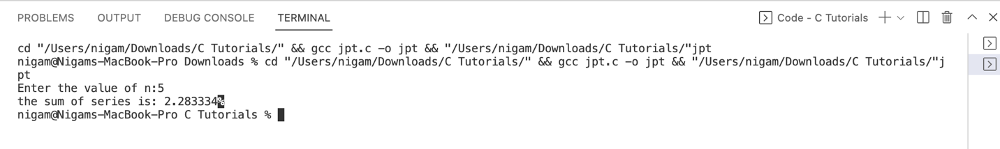 PROBLEMS OUTPUT DEBUG CONSOLE TERMINAL Code - C Tutorials
cd "/Users/nigam/Downloads/C Tutorials/" && gcc jpt.c -o jpt && "/Users/nigam/Downloads/C Tutorials/"jpt
nigam@Nigams-MacBook-Pro Downloads % cd "/Users/nigam/Downloads/C Tutorials/" && gcc jpt.c -o jpt && "/Users/nigam/Downloads/C Tutorials/"j
pt
Enter the value of n:5
the sum of series is: 2.283334%
nigam@Nigams-MacBook-Pro C Tutorials %